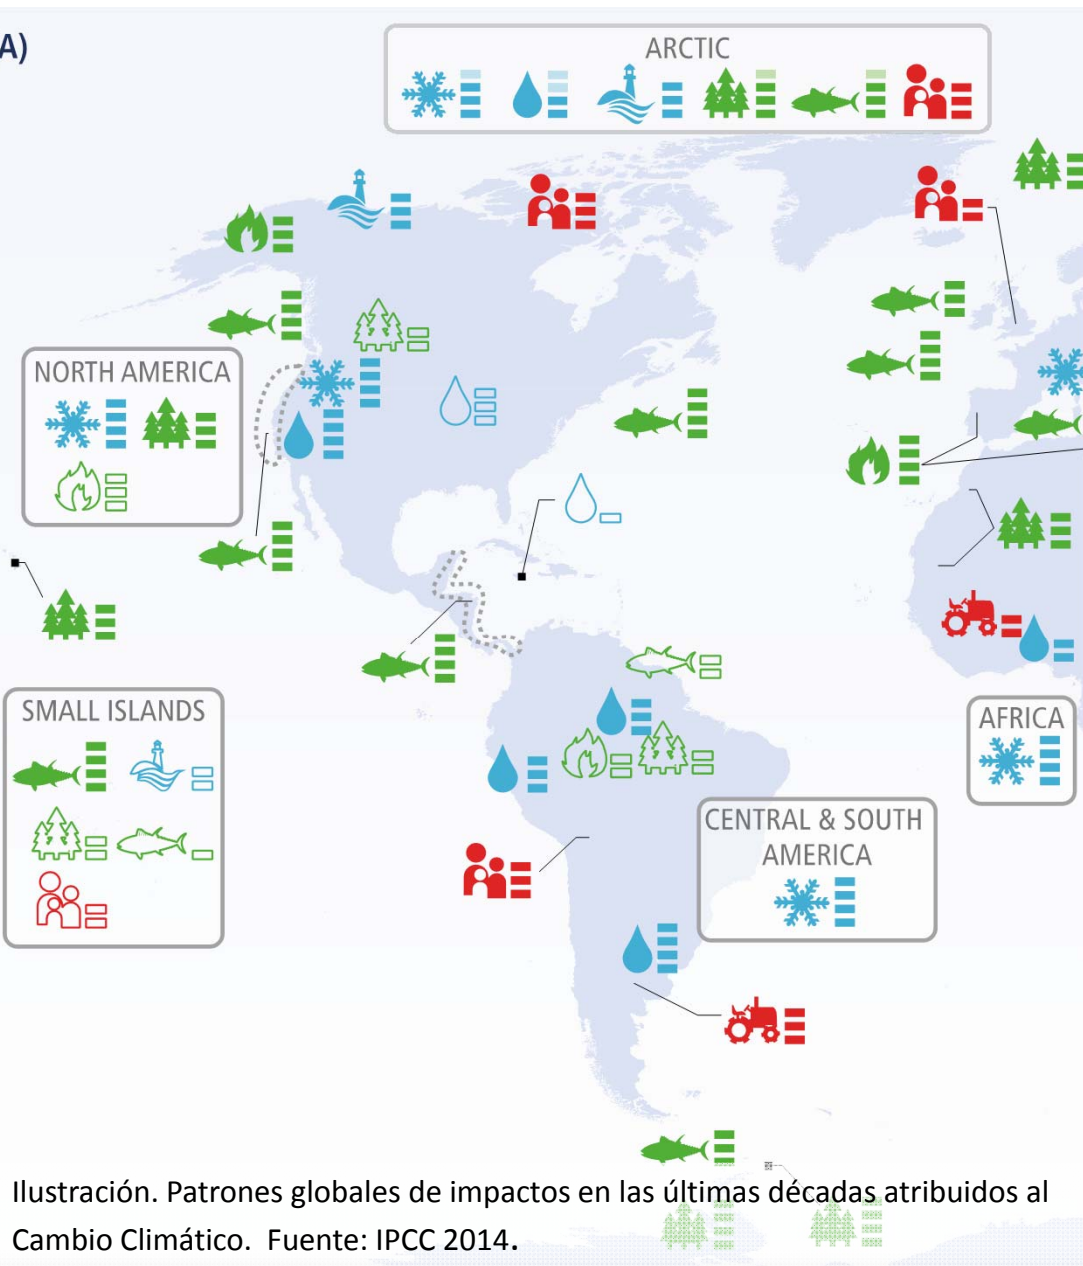 A)
ARCTIC
NORTH AMERICA
SMALL ISLANDS
AFRICA
CENTRAL & SOUTH
AMERICA
Ilustración. Patrones globales de impactos en las últimas décadas atribuidos al
Cambio Climático. Fuente: IPCC 2014.